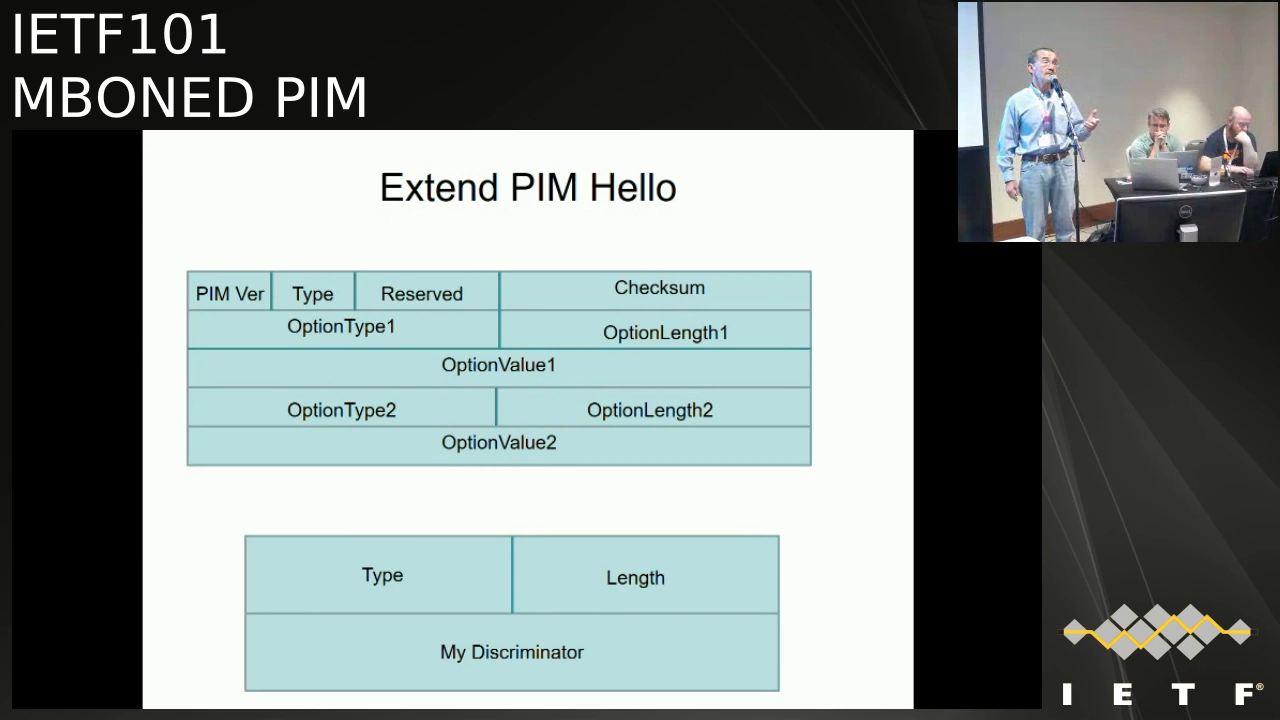 IETF101
MBONED PIM
Extend PIM Hello
PIM Ver Type Reserved Checksum
OptionType1 OptionLength1
OptionValue1
OptionType2 OptionLength2
OptionValue2
Type Length
My Discriminator
DELL
I E T F®